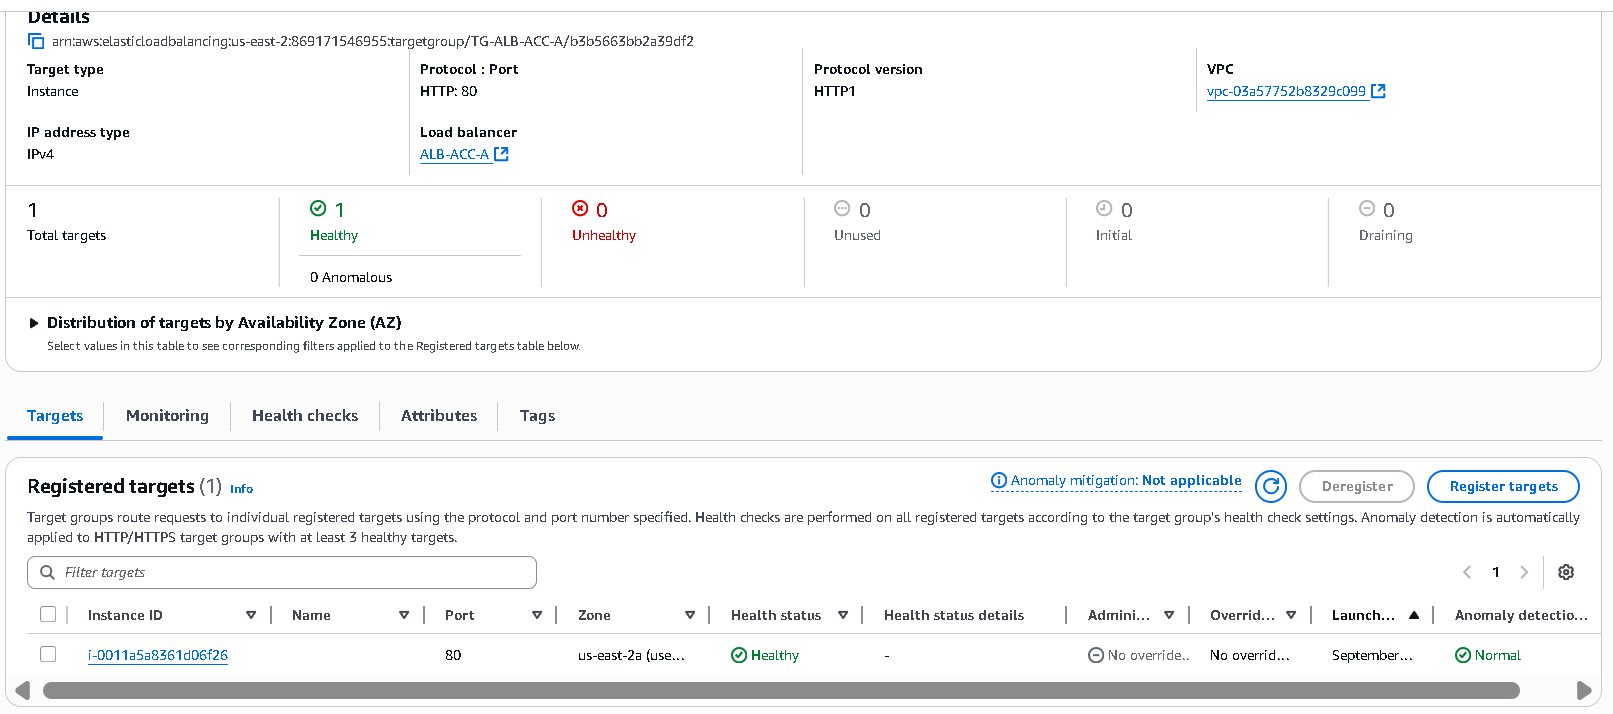 Details
arn:aws:elasticloadbalancing:us-east-2:869171546955:targetgroup/TG-ALB-ACC-A/b3b5663bb2a39df2
Target type
Instance
Protocol : Port
HTTP: 80
Protocol version
HTTP1
VPC
vpc-03a57752b8329c099
IP address type
IPv4
Load balancer
ALB-ACC-A
1
Total targets
1
Healthy
0 Anomalous
0
Unhealthy
0
Unused
0
Initial
0
Draining
Distribution of targets by Availability Zone (AZ)
Select values in this table to see corresponding filters applied to the Registered targets table below.
Targets Monitoring Health checks Attributes Tags
Registered targets (1) Info
Anomaly mitigation: Not applicable
Deregister
Register targets
Target groups route requests to individual registered targets using the protocol and port number specified. Health checks are performed on all registered targets according to the target group's health check settings. Anomaly detection is automatically
applied to HTTP/HTTPS target groups with at least 3 healthy targets.
Filter targets
1
Instance ID Name Port Zone Health status Health status details Admini... Overrid... Launch... Anomaly detectio...
i-0011a5a8361d06f26 80 us-east-2a (use... Healthy - No override.. No overrid... September... Normal